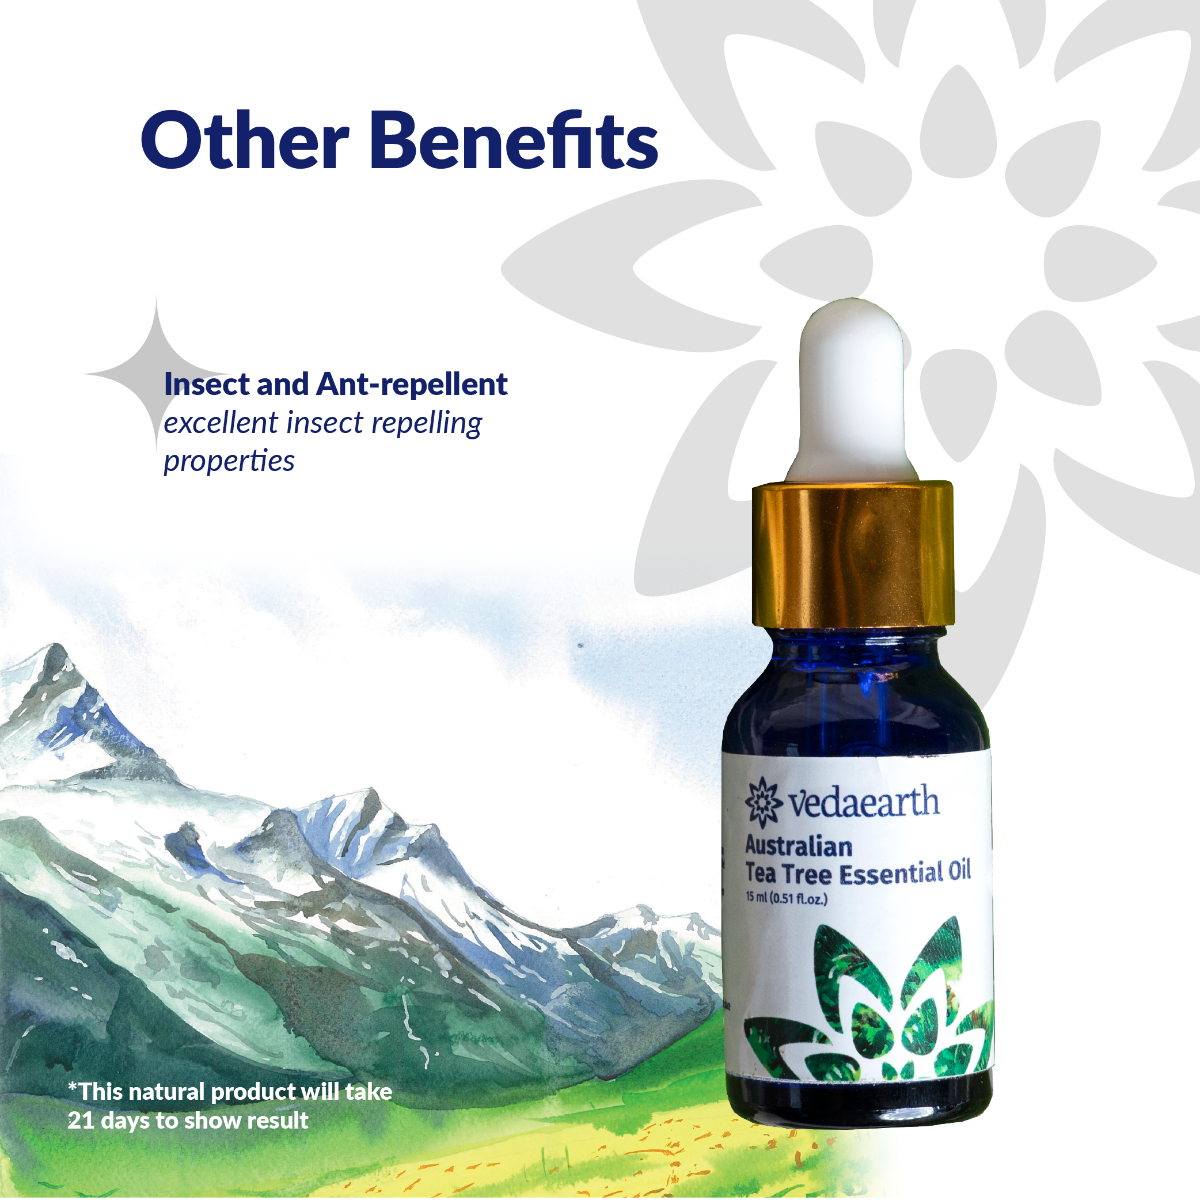 Other Benefits
Insect and Ant-repellent
excellent insect repelling
properties
vedaearth
Australian
Tea Tree Essential Oil
15 ml (0.51 fl.oz.)
*This natural product will take
21 days to show result